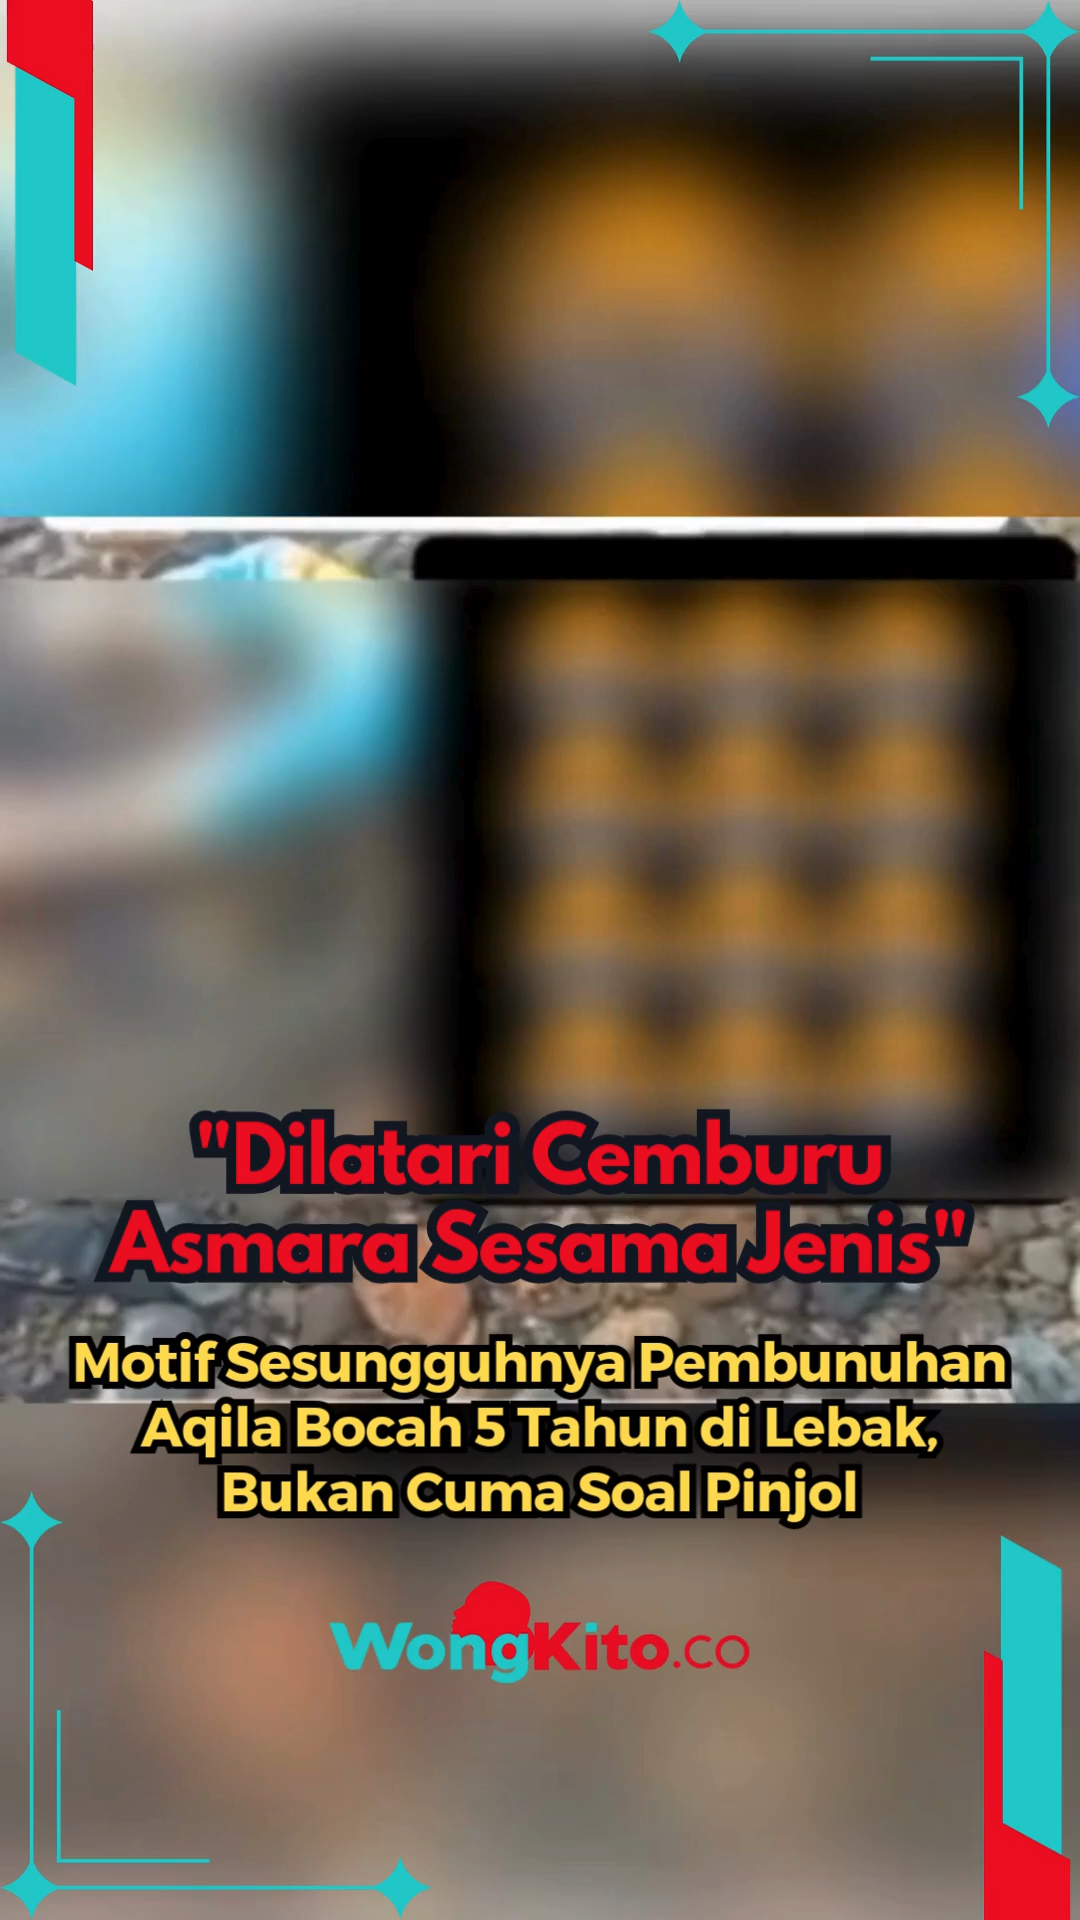 "Dilatari Cemburu
Asmara Sesama Jenis"
Motif Sesungguhnya Pembunuhan
Aqila Bocah 5 Tahun di Lebak,
Bukan Cuma Soal Pinjol
WongKito.co